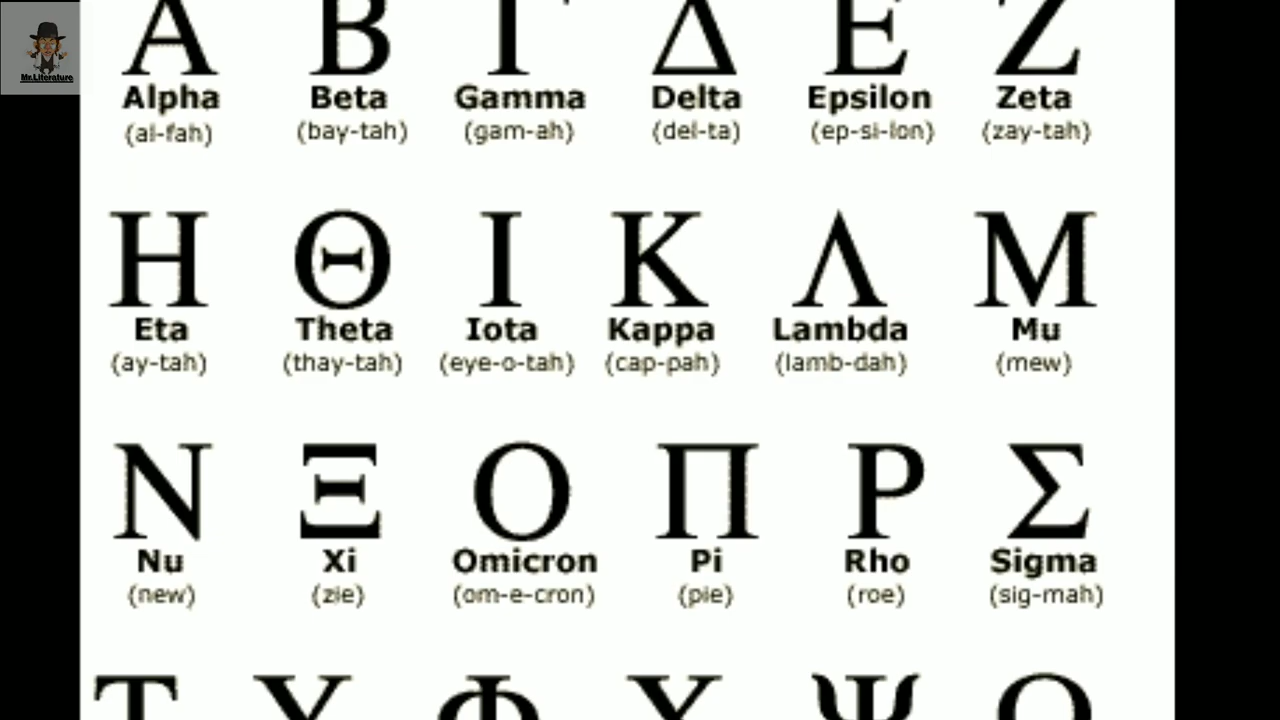 Mr.Literature
Α Β Γ Δ Ε Ζ
Alpha Beta Gamma Delta Epsilon Zeta
(al-fah) (bay-tah) (gam-ah) (del-ta) (ep-si-lon) (zay-tah)
Η Θ Ι Κ Λ Μ
Eta Theta Iota Kappa Lambda Mu
(ay-tah) (thay-tah) (eye-o-tah) (cap-pah) (lamb-dah) (mew)
Ν Ξ Ο Π Ρ Σ
Nu Xi Omicron Pi Rho Sigma
(new) (zie) (om-e-cron) (pie) (roe) (sig-mah)
Τ Υ Φ Χ Ψ Ω